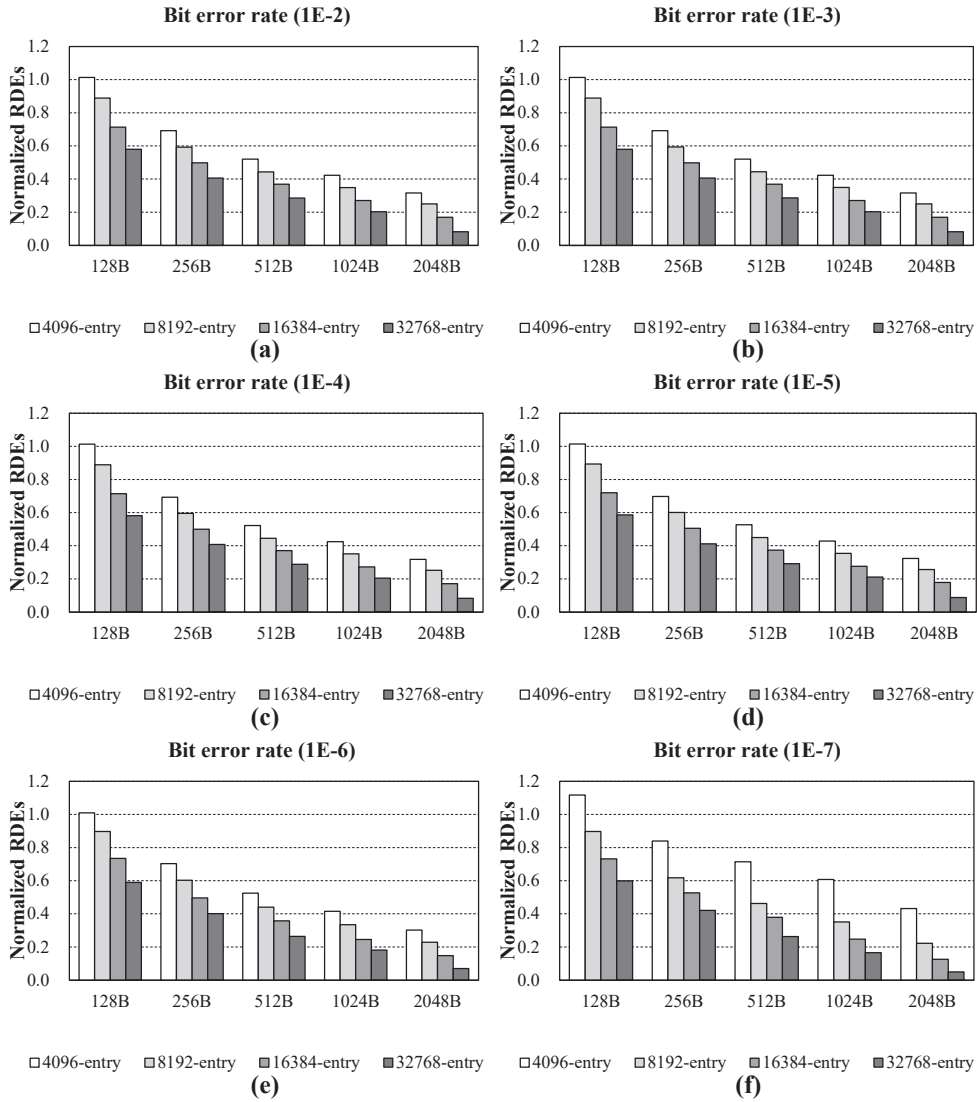 Bit error rate (1E-2)
Normalized RDEs
1.2
1.0
0.8
0.6
0.4
0.2
0.0
128B 256B 512B 1024B 2048B
4096-entry 8192-entry 16384-entry 32768-entry
(a)
Bit error rate (1E-3)
Normalized RDEs
1.2
1.0
0.8
0.6
0.4
0.2
0.0
128B 256B 512B 1024B 2048B
4096-entry 8192-entry 16384-entry 32768-entry
(b)
Bit error rate (1E-4)
Normalized RDEs
1.2
1.0
0.8
0.6
0.4
0.2
0.0
128B 256B 512B 1024B 2048B
4096-entry 8192-entry 16384-entry 32768-entry
(c)
Bit error rate (1E-5)
Normalized RDEs
1.2
1.0
0.8
0.6
0.4
0.2
0.0
128B 256B 512B 1024B 2048B
4096-entry 8192-entry 16384-entry 32768-entry
(d)
Bit error rate (1E-6)
Normalized RDEs
1.2
1.0
0.8
0.6
0.4
0.2
0.0
128B 256B 512B 1024B 2048B
4096-entry 8192-entry 16384-entry 32768-entry
(e)
Bit error rate (1E-7)
Normalized RDEs
1.2
1.0
0.8
0.6
0.4
0.2
0.0
128B 256B 512B 1024B 2048B
4096-entry 8192-entry 16384-entry 32768-entry
(f)